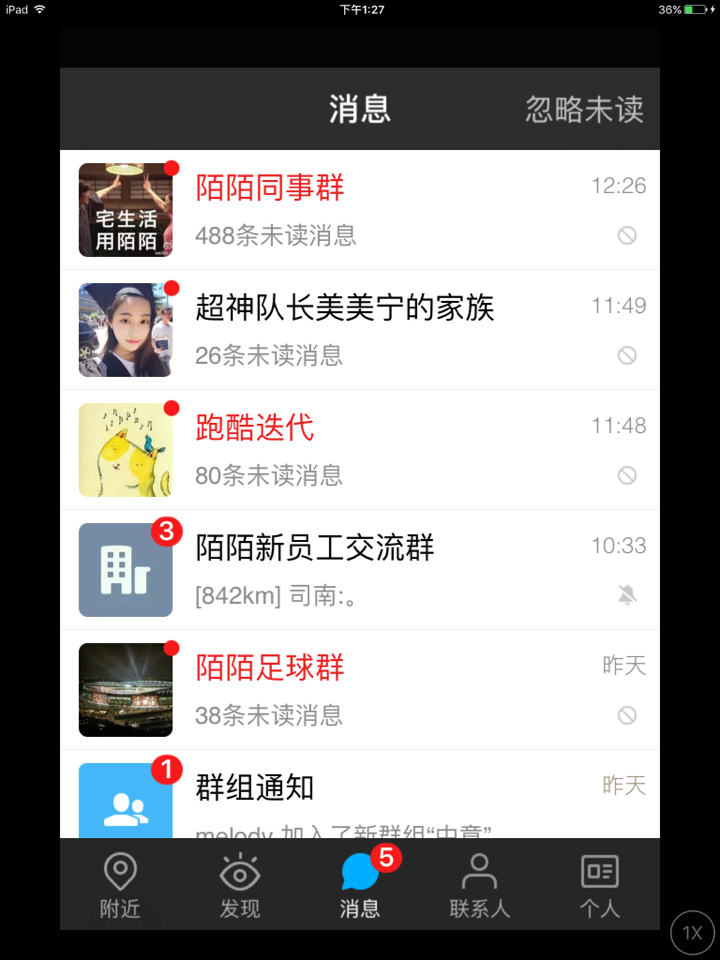 iPad 下午1:27 36%
消息 忽略未读
宅生活
用陌陌
陌陌同事群 12:26
488条未读消息
超神队长美美宁的家族 11:49
26条未读消息
跑酷迭代 11:48
80条未读消息
3
陌陌新员工交流群 10:33
[842km] 司南:。
陌陌足球群 昨天
38条未读消息
1
群组通知 昨天
melody 加入了新群组“中意”
5
附近 发现 消息 联系人 个人
1X